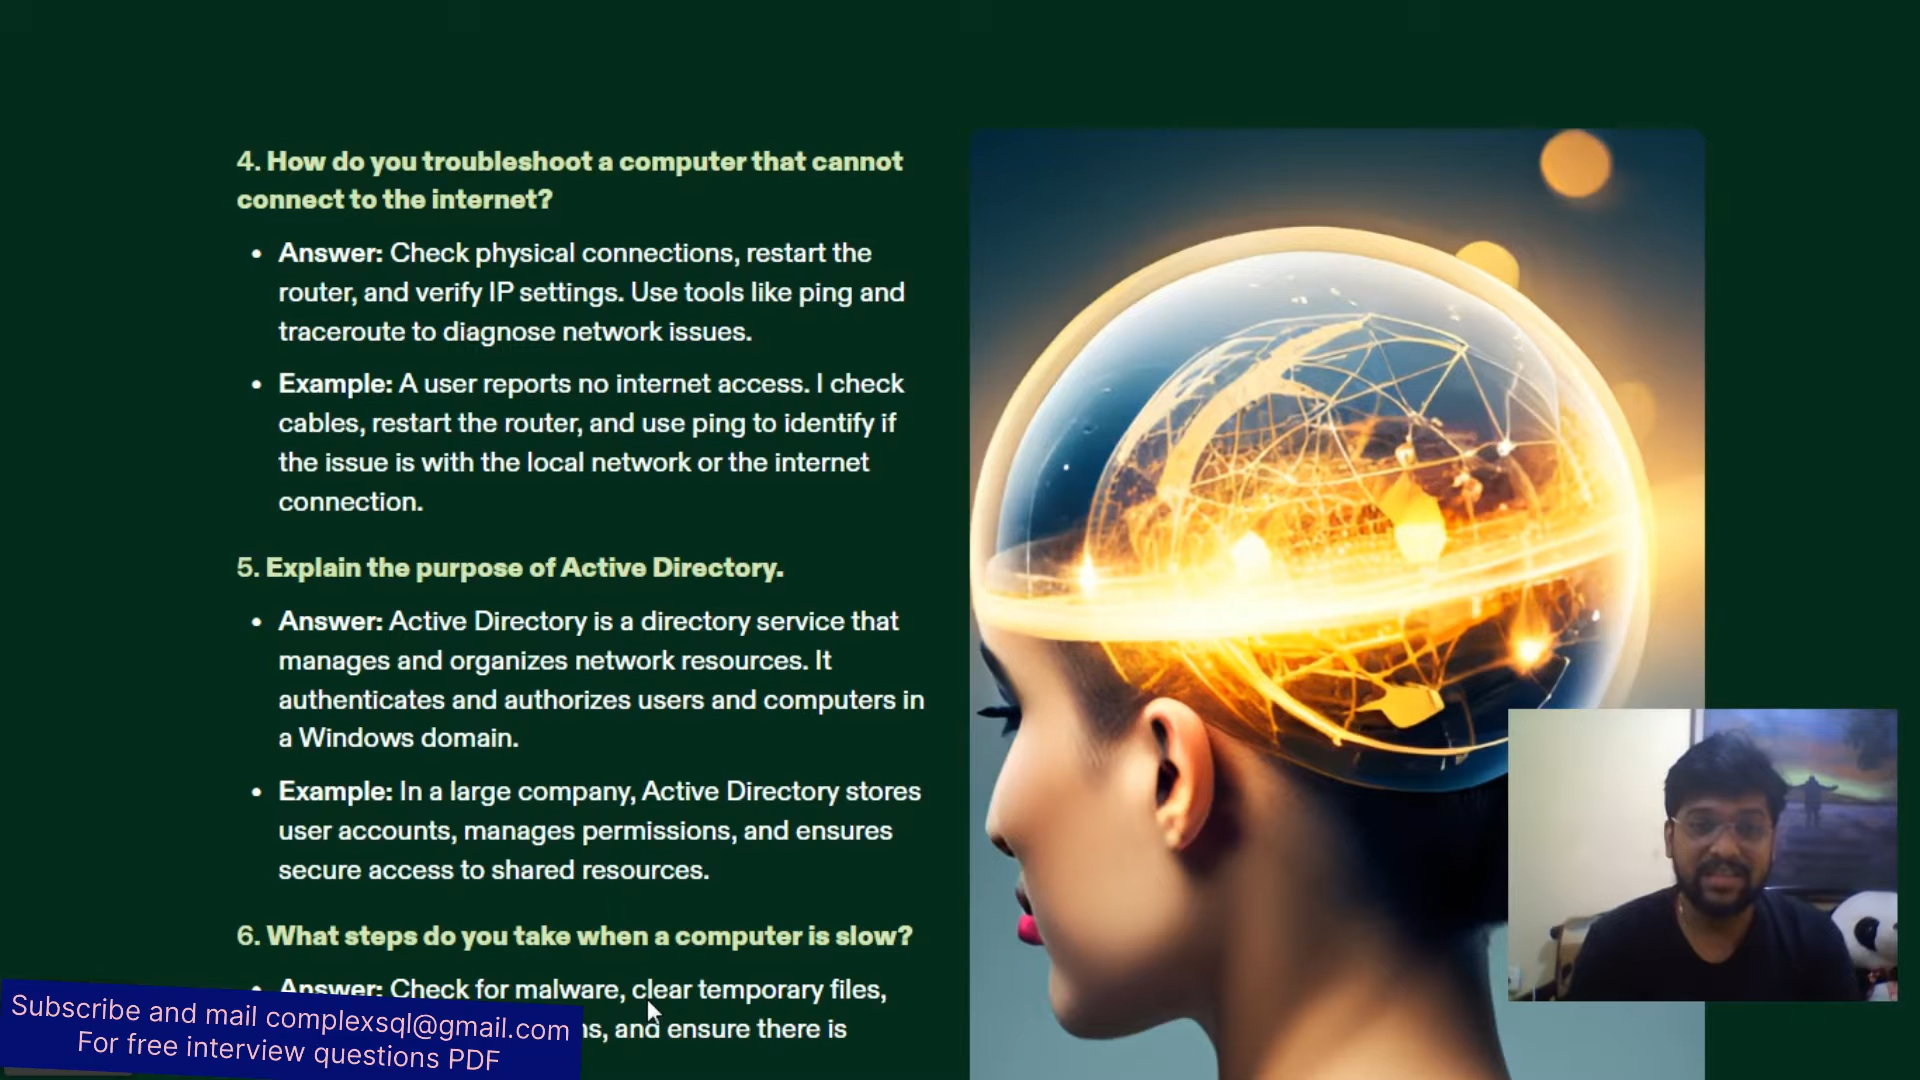 4. How do you troubleshoot a computer that cannot
connect to the internet?
• Answer: Check physical connections, restart the
router, and verify IP settings. Use tools like ping and
traceroute to diagnose network issues.
• Example: A user reports no internet access. I check
cables, restart the router, and use ping to identify if
the issue is with the local network or the internet
connection.
5. Explain the purpose of Active Directory.
• Answer: Active Directory is a directory service that
manages and organizes network resources. It
authenticates and authorizes users and computers in
a Windows domain.
• Example: In a large company, Active Directory stores
user accounts, manages permissions, and ensures
secure access to shared resources.
6. What steps do you take when a computer is slow?
• Answer: Check for malware, clear temporary files,
and ensure there is
Subscribe and mail complexsql@gmail.com
For free interview questions PDF